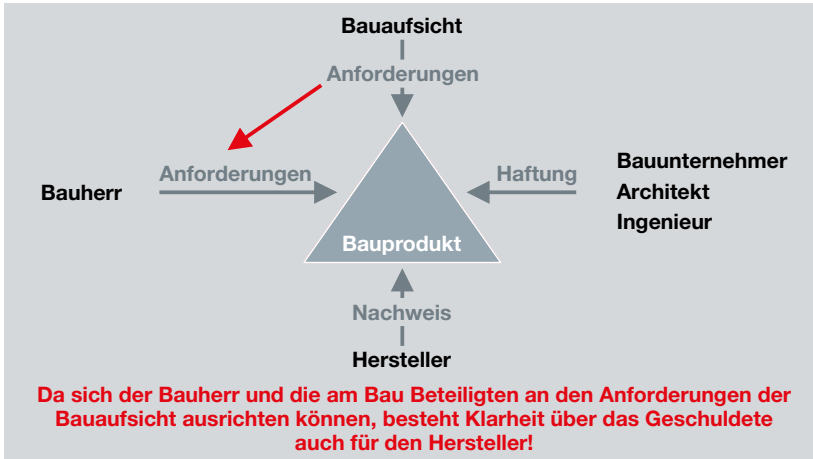 Bauaufsicht
Anforderungen
Anforderungen
Bauherr
Haftung
Bauunternehmer
Architekt
Ingenieur
Bauprodukt
Nachweis
Hersteller
Da sich der Bauherr und die am Bau Beteiligten an den Anforderungen der
Bauaufsicht ausrichten können, besteht Klarheit über das Geschuldete
auch für den Hersteller!